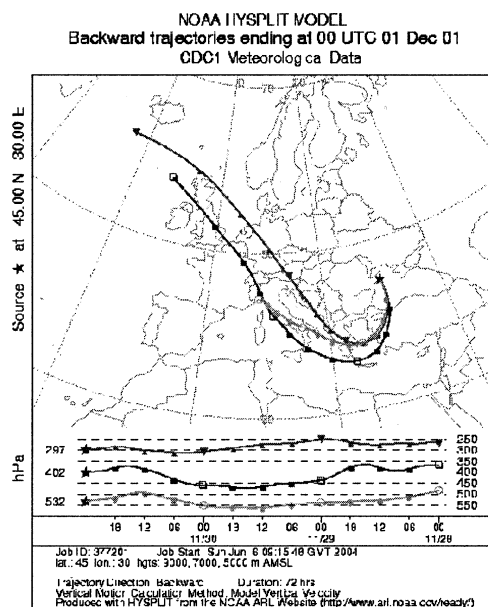 NOAA HYSPLIT MODEL
Backward trajectories ending at 00 UTC 01 Dec 01
CDC1 Meteorological Data
Source ★ at 45.00 N 30.00 E
hPa
297
402
532
250
300
350
400
450
500
550
18 12 06 00 18 12 06 00 18 12 06 00
11/30 11/29 11/28
Job Start: Sun Jun 6 09:15:48 GMT 2004
lat.: 45 lon.: 30 hgts: 9000, 7000, 5000 m AMSL
Trajectory Direction: Backward Duration: 72 hrs
Vertical Motion Calculation Method: Model Vertical Velocity
Produced with HYSPLIT from the NOAA ARL Website (http://www.arl.noaa.gov/ready/)